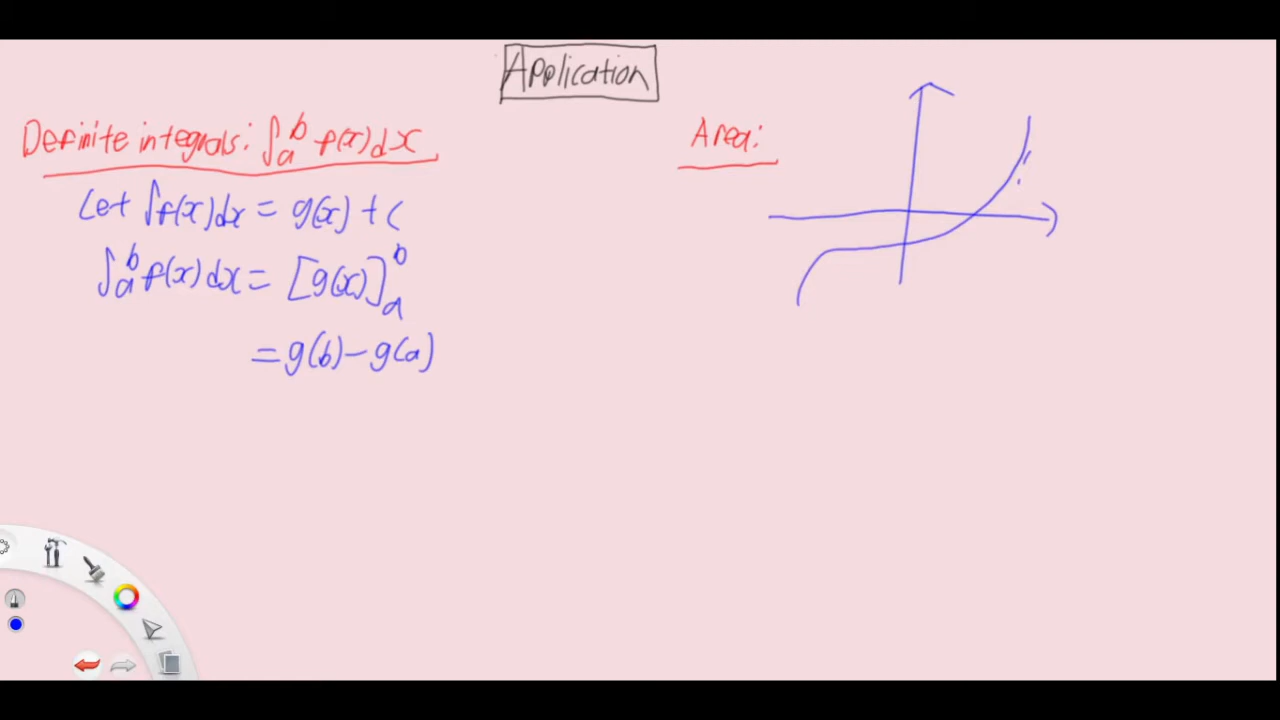 Application
Definite integrals: ∫ₐᵇ f(x)dx
Let ∫f(x)dx = g(x) + C
∫ₐᵇ f(x)dx = [g(x)]ₐᵇ
= g(b) – g(a)
Area: